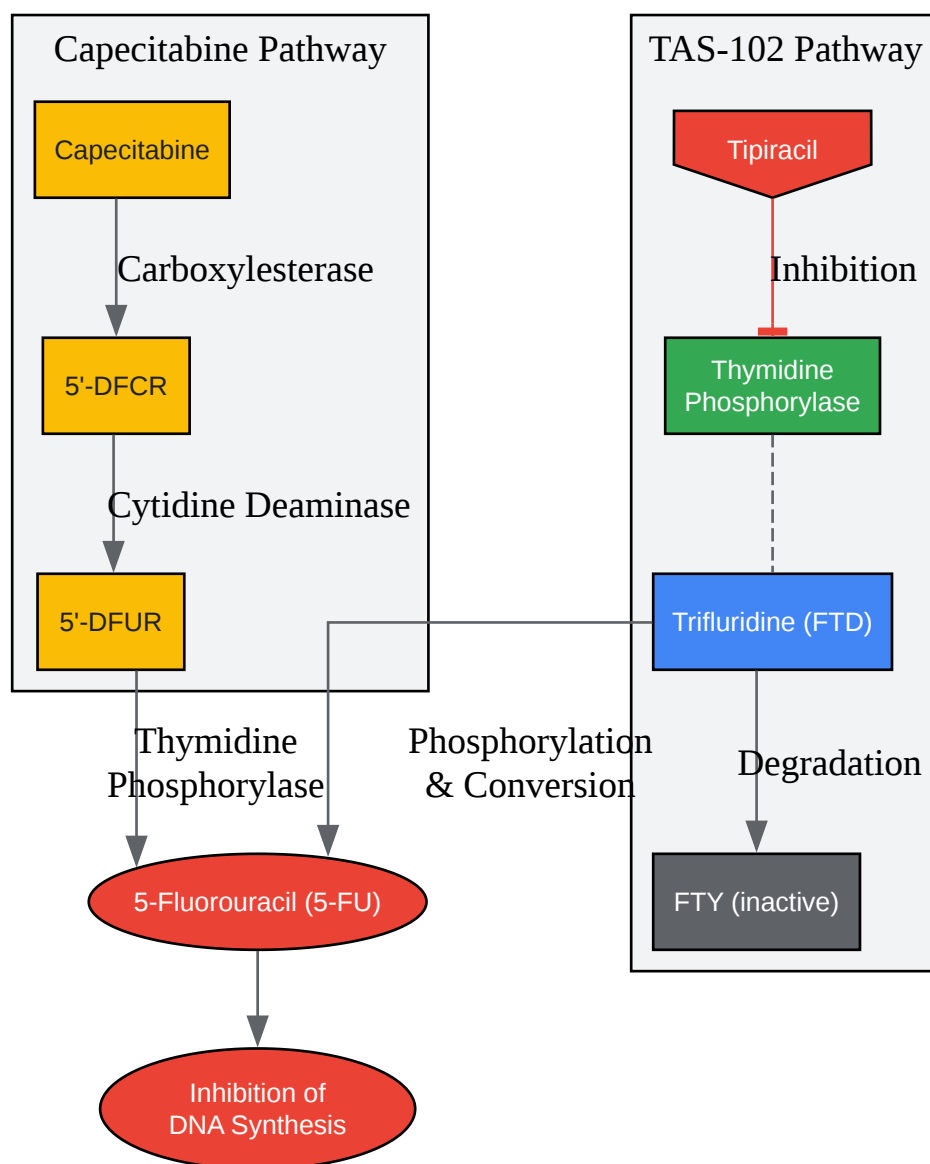 Capecitabine Pathway
Capecitabine
Carboxylesterase
5'-DFCR
Cytidine Deaminase
5'-DFUR
Thymidine
Phosphorylase
TAS-102 Pathway
Tipiracil
Inhibition
Thymidine
Phosphorylase
Trifluridine (FTD)
Phosphorylation
& Conversion
Degradation
FTY (inactive)
5-Fluorouracil (5-FU)
Inhibition of
DNA Synthesis